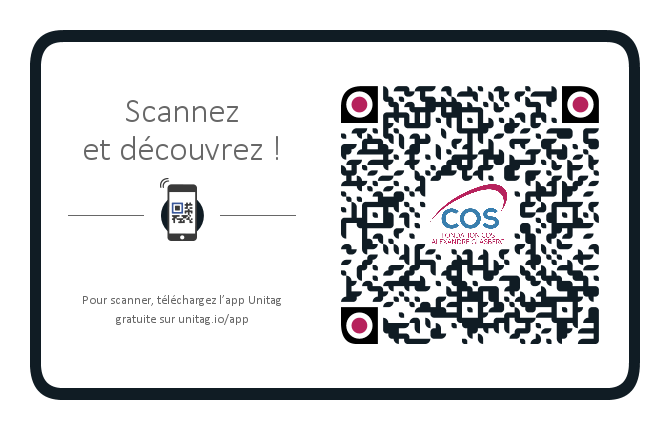 Scannez
et découvrez !
Pour scanner, téléchargez l'app Unitag
gratuite sur unitag.io/app
COS
FONDATION COS
ALEXANDRE GLASBERG